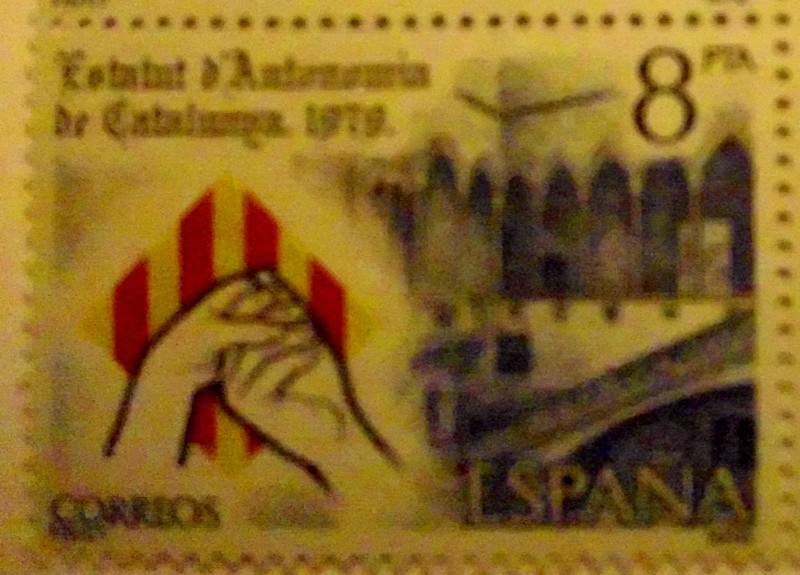 Estatut d'Autonomia
de Catalunya. 1979.
8 PTA
CORREOS
ESPAÑA